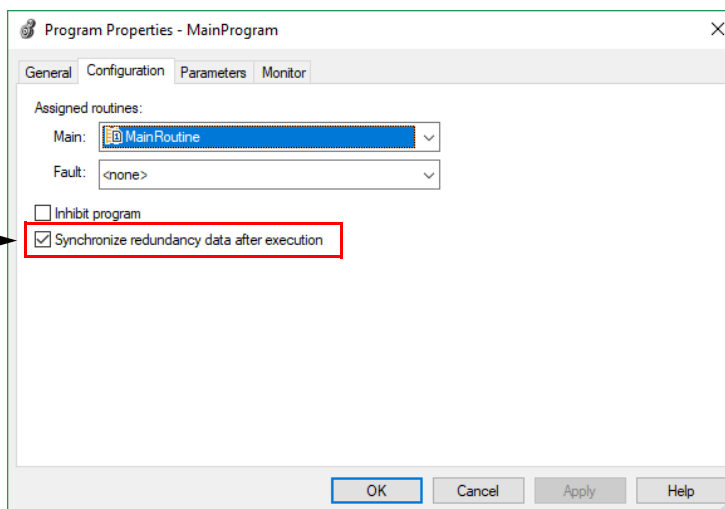 Program Properties - MainProgram
General Configuration Parameters Monitor
Assigned routines:
Main: MainRoutine
Fault: <none>
Inhibit program
Synchronize redundancy data after execution
OK Cancel Apply Help